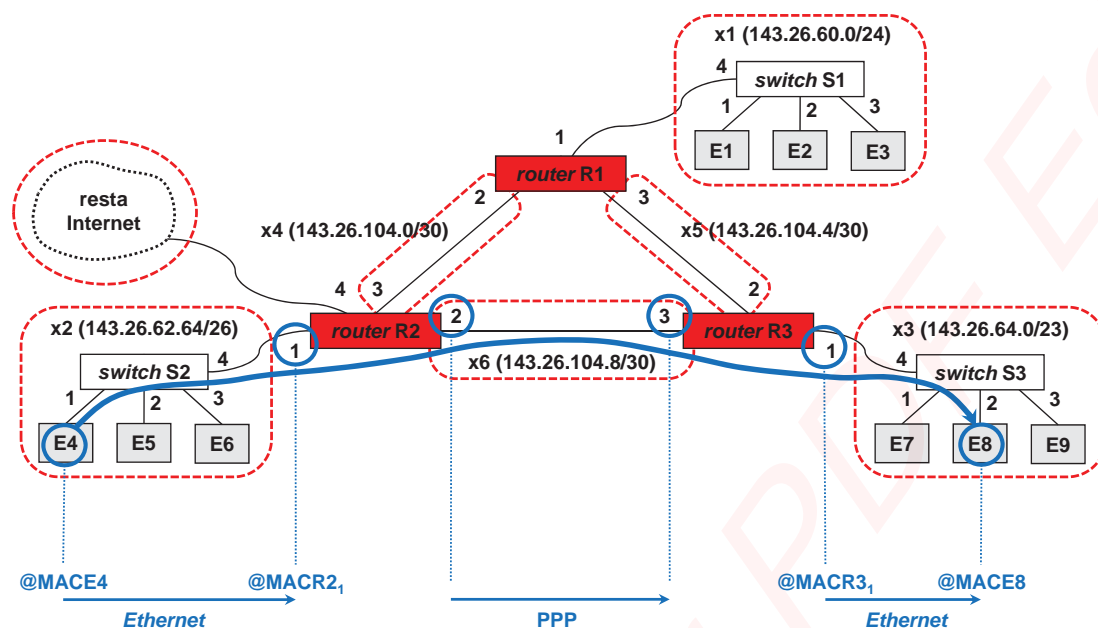 x1 (143.26.60.0/24)
4
switch S1
1
2
3
E1
E2
E3
1
router R1
resta
Internet
2
3
x4 (143.26.104.0/30)
x5 (143.26.104.4/30)
4
3
2
3
2
x2 (143.26.62.64/26)
router R2
router R3
x3 (143.26.64.0/23)
1
1
4
x6 (143.26.104.8/30)
4
switch S2
switch S3
1
2
3
1
2
3
E4
E5
E6
E7
E8
E9
@MACE4
@MACR21
@MACR31
@MACE8
Ethernet
PPP
Ethernet